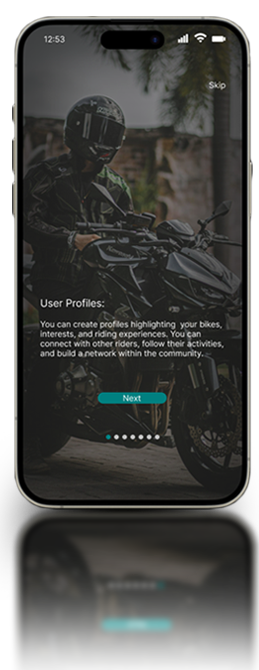 12:53
Skip
User Profiles:
You can create profiles highlighting your bikes,
interests, and riding experiences. You can
connect with other riders, follow their activities,
and build a network within the community.
Next